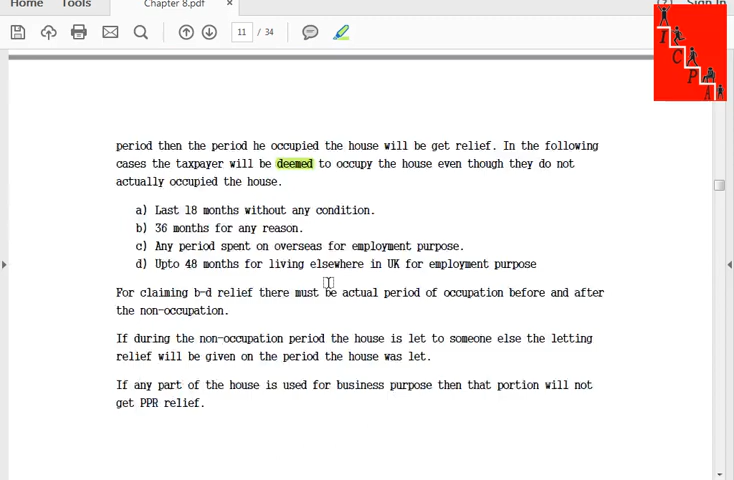 Home Tools Chapter 8.pdf × Sign In
11 / 34
I
C
P
A
period then the period he occupied the house will be get relief. In the following
cases the taxpayer will be deemed to occupy the house even though they do not
actually occupied the house.
a) Last 18 months without any condition.
b) 36 months for any reason.
c) Any period spent on overseas for employment purpose.
d) Upto 48 months for living elsewhere in UK for employment purpose
For claiming b-d relief there must be actual period of occupation before and after
the non-occupation.
If during the non-occupation period the house is let to someone else the letting
relief will be given on the period the house was let.
If any part of the house is used for business purpose then that portion will not
get PPR relief.